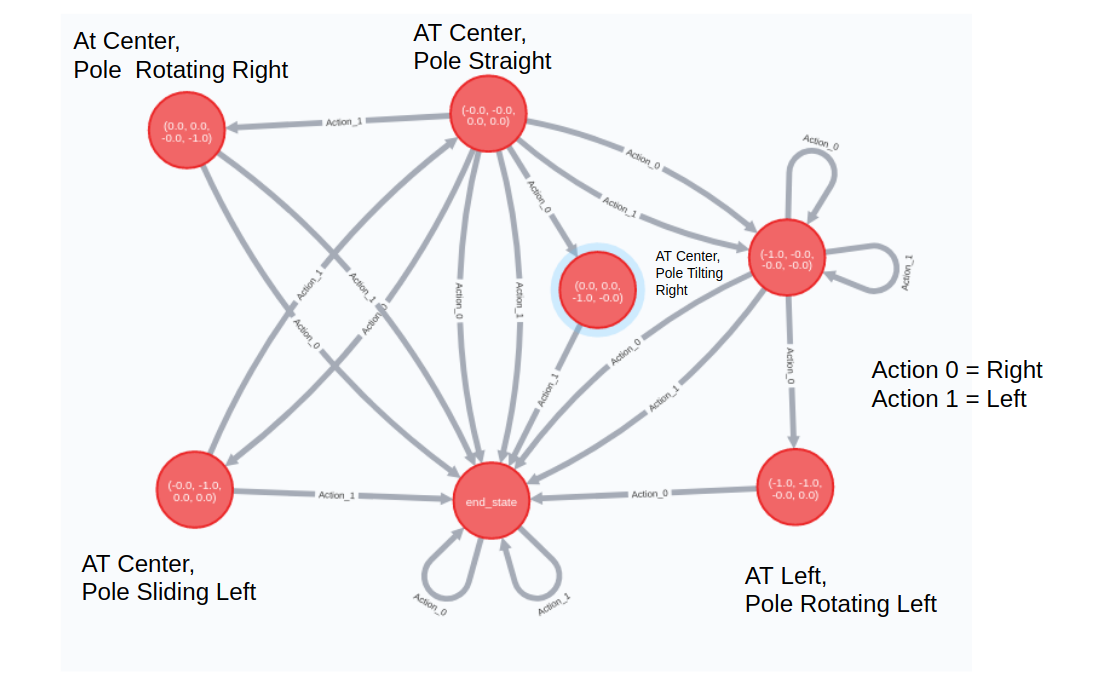 At Center,
Pole  Rotating Right
AT Center,
Pole Straight
(0.0, 0.0,
-0.0, -1.0)
Action_1
(-0.0, -0.0,
0.0, 0.0)
Action_0
Action_1
Action_0
Action_0
(-1.0, -0.0,
-0.0, -0.0)
Action_1
AT Center,
Pole Tilting
Right
(0.0, 0.0,
-1.0, -0.0)
Action_1
Action_1
Action_0
Action_0
Action_0
Action_1
Action_1
Action_0
Action_1
Action_0
Action 0 = Right
Action 1 = Left
(-0.0, -1.0,
0.0, 0.0)
Action_1
end_state
Action_0
(-1.0, -1.0,
-0.0, 0.0)
Action_0
Action_1
AT Center,
Pole Sliding Left
AT Left,
Pole Rotating Left